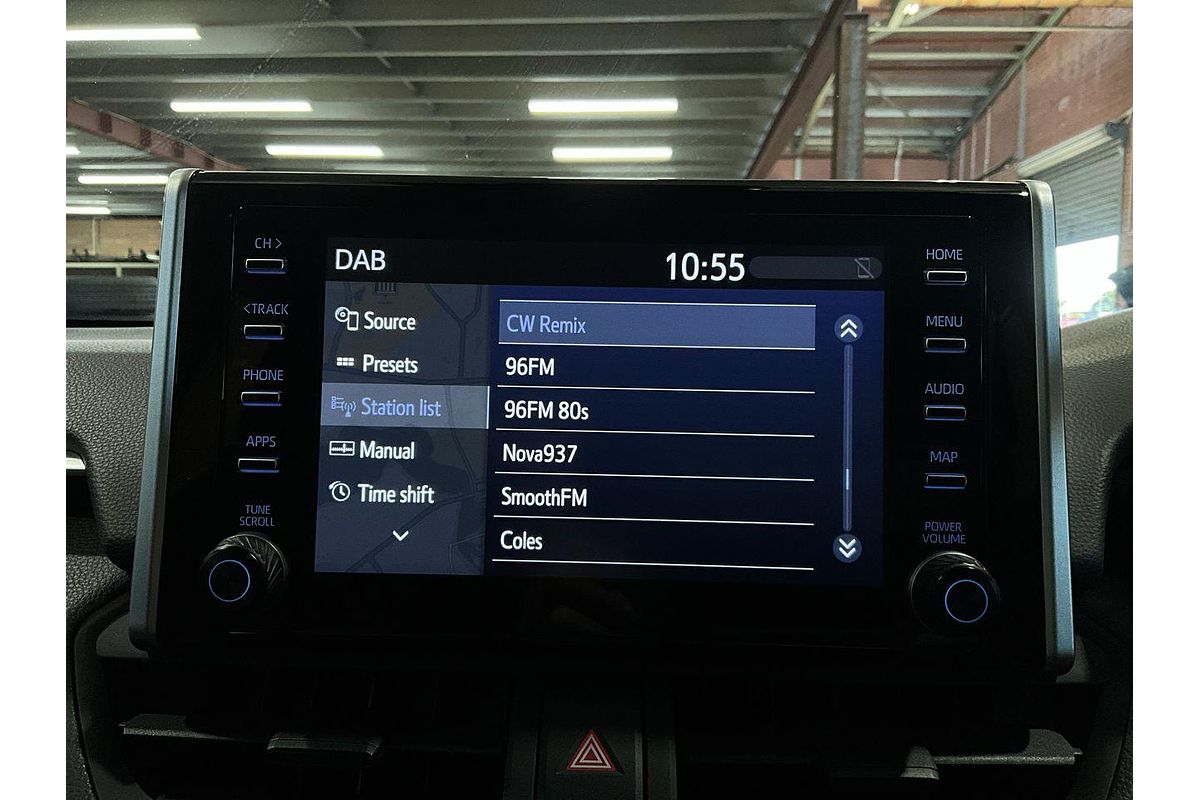 CH >
< TRACK
PHONE
APPS
TUNE
SCROLL
DAB
10:55
Source
Presets
Station list
Manual
Time shift
CW Remix
96FM
96FM 80s
Nova937
SmoothFM
Coles
HOME
MENU
AUDIO
MAP
POWER
VOLUME